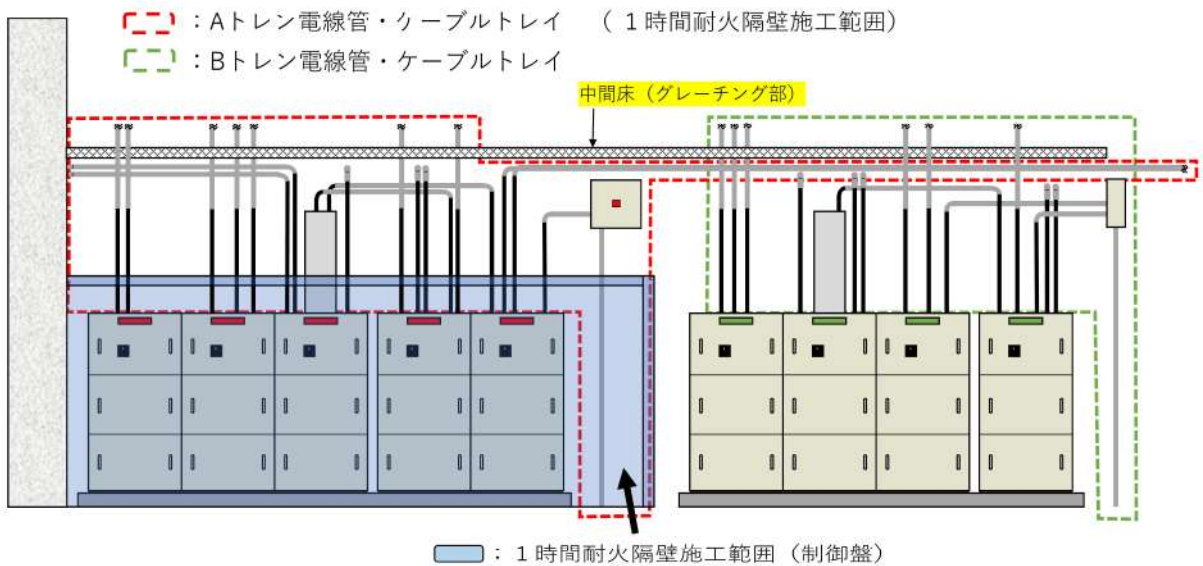 ：Aトレン電線管・ケーブルトレイ （１時間耐火隔壁施工範囲）
：Bトレン電線管・ケーブルトレイ
中間床（グレーチング部）
：１時間耐火隔壁施工範囲（制御盤）